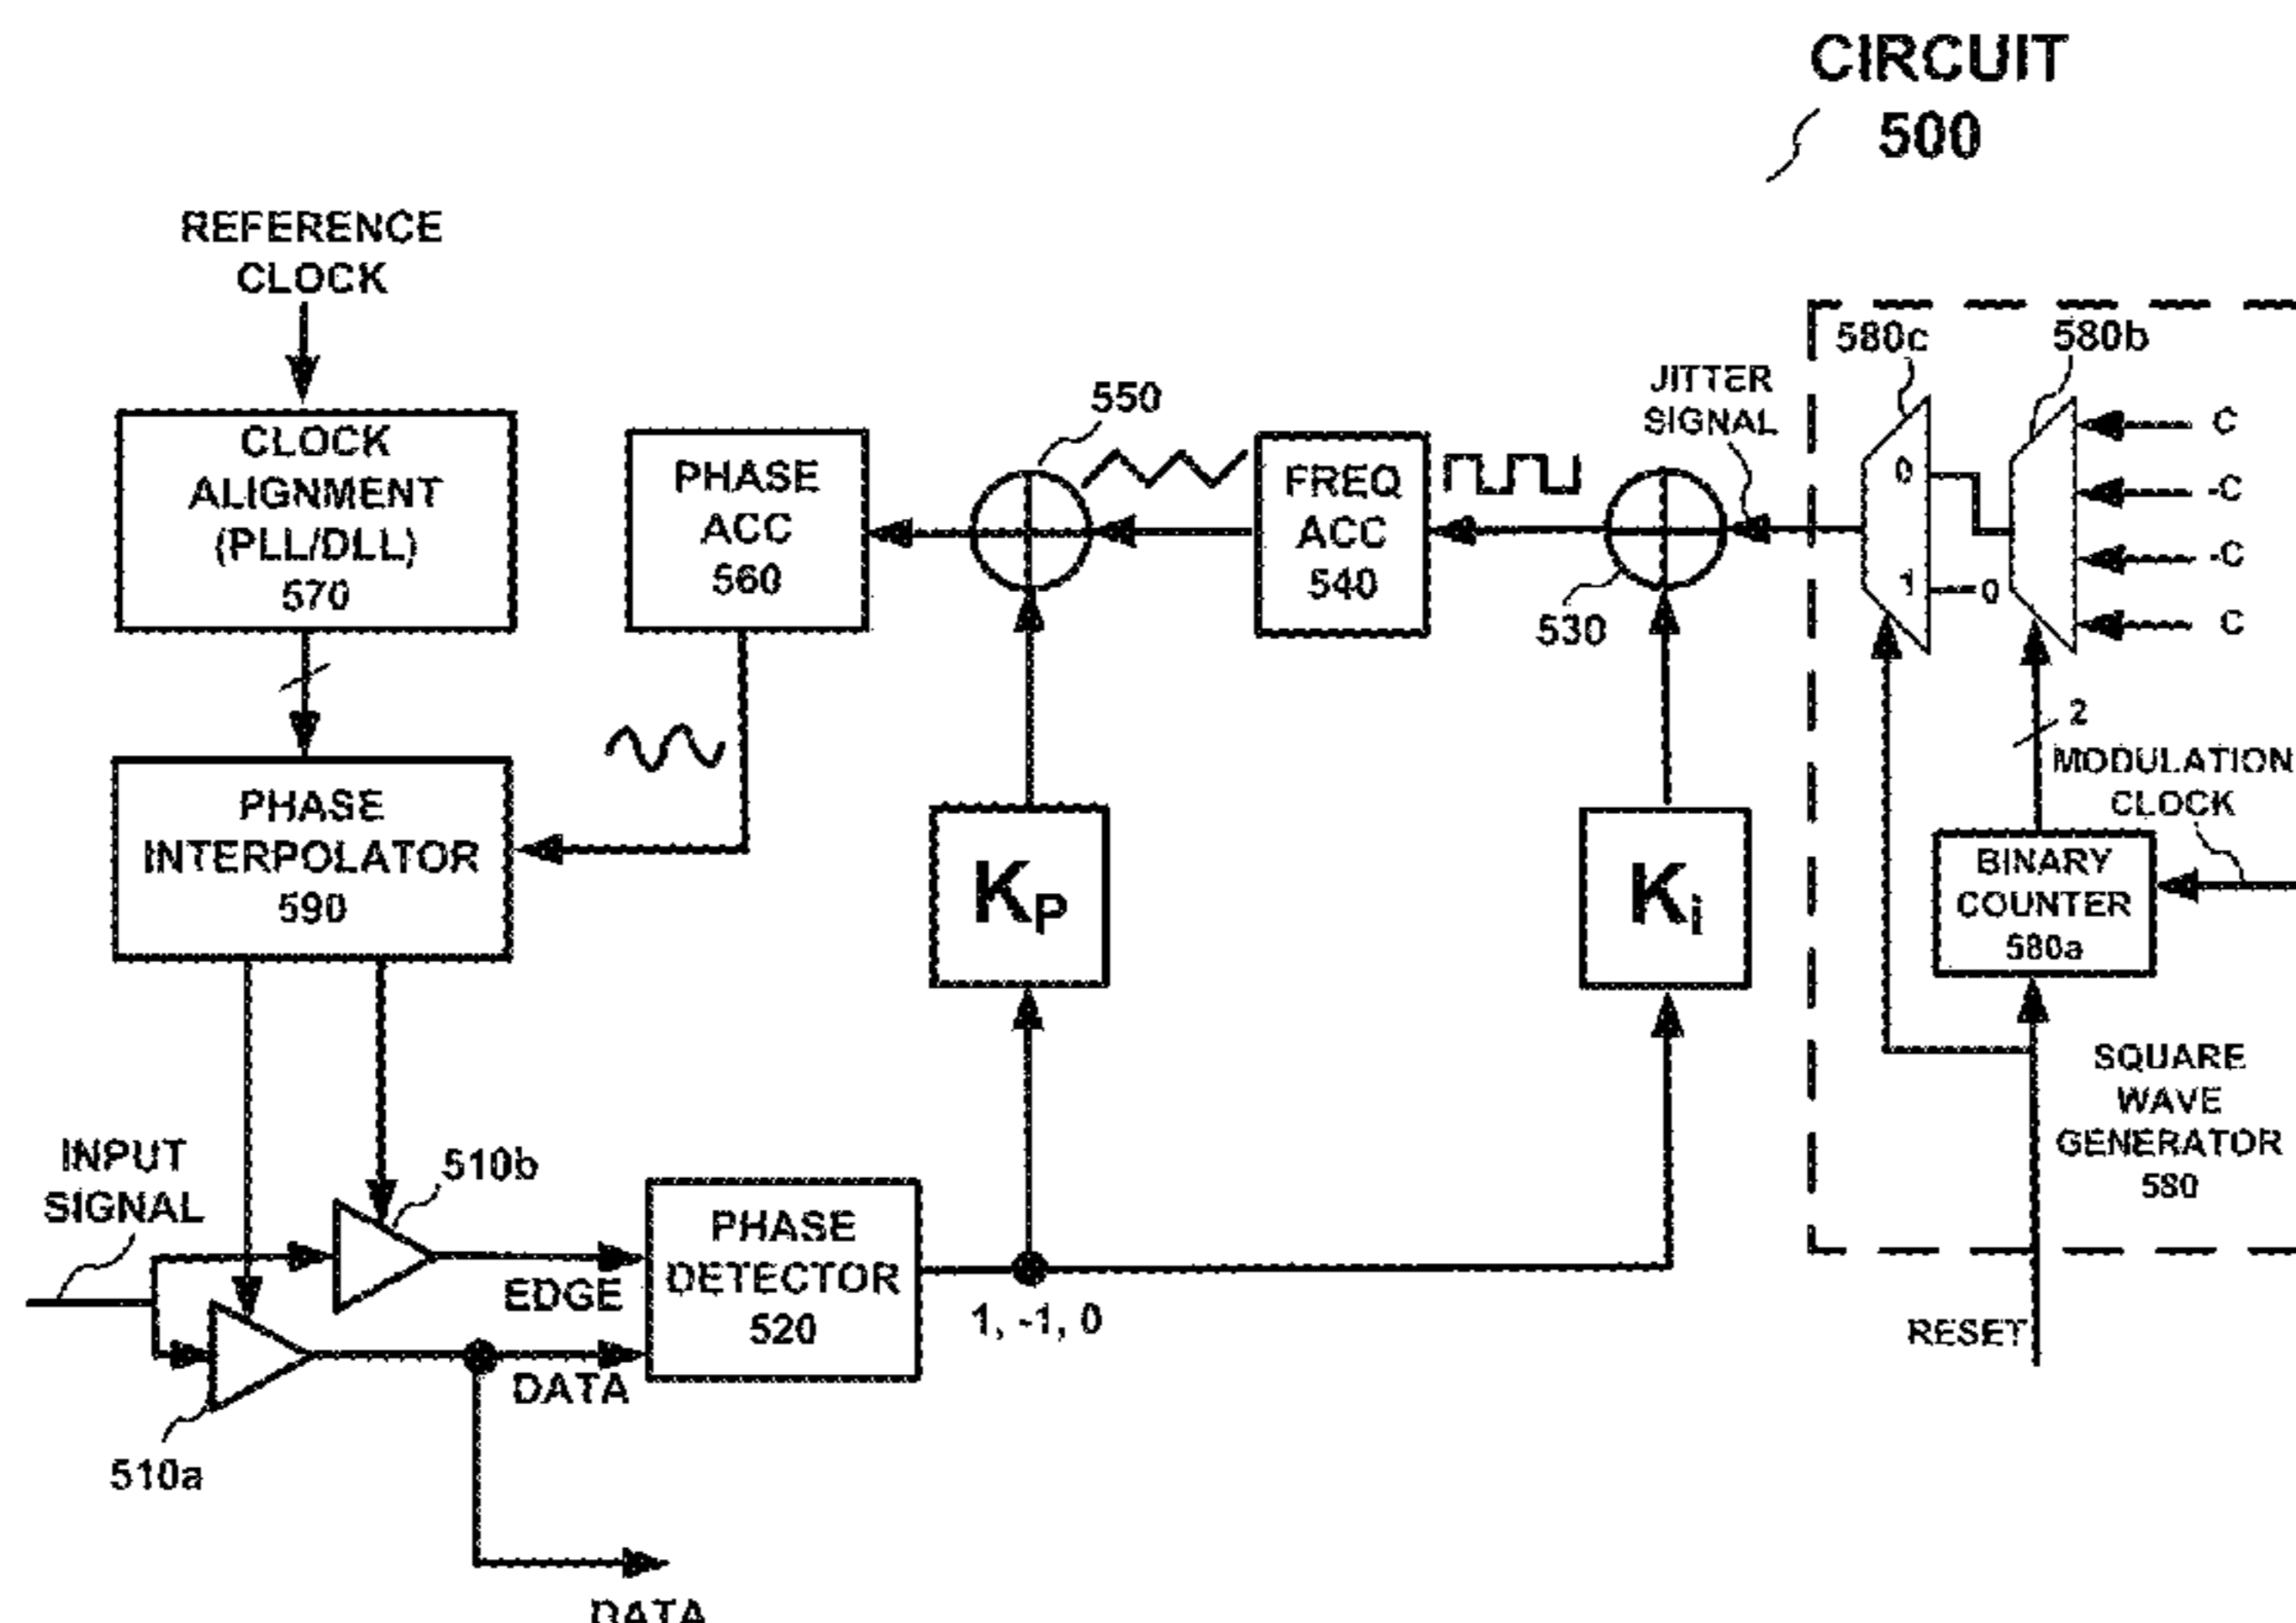 CIRCUIT
500
REFERENCE
CLOCK
CLOCK
ALIGNMENT
(PLL/DLL)
570
PHASE
ACC
560
550
FREQ
ACC
540
530
JITTER
SIGNAL
580c
580b
0
1
0
C
-C
-C
C
2
MODULATION
CLOCK
BINARY
COUNTER
580a
SQUARE
WAVE
GENERATOR
580
RESET
PHASE
INTERPOLATOR
590
KP
Ki
INPUT
SIGNAL
510b
510a
EDGE
DATA
PHASE
DETECTOR
520
1, -1, 0
DATA